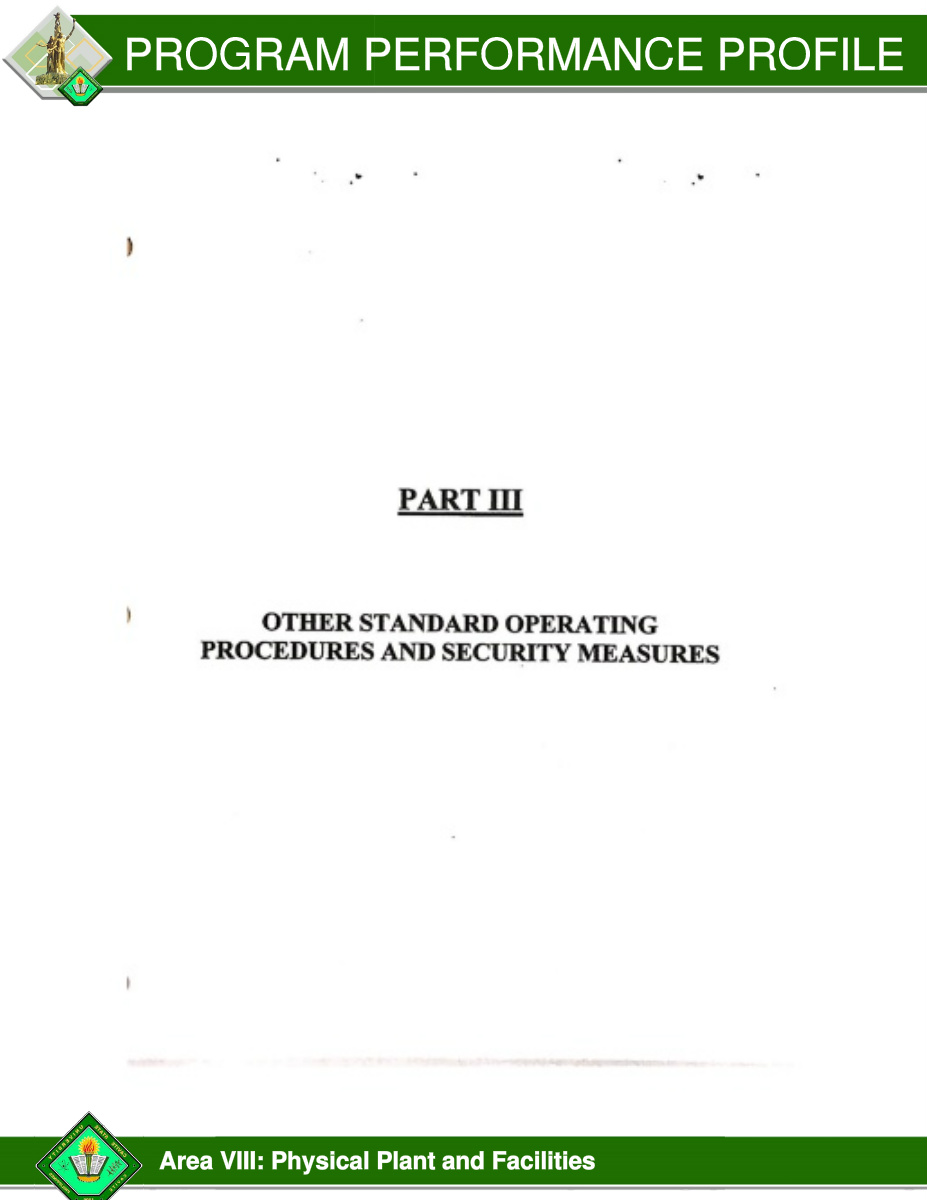 PROGRAM PERFORMANCE PROFILE
PART III
OTHER STANDARD OPERATING
PROCEDURES AND SECURITY MEASURES
Area VIII: Physical Plant and Facilities